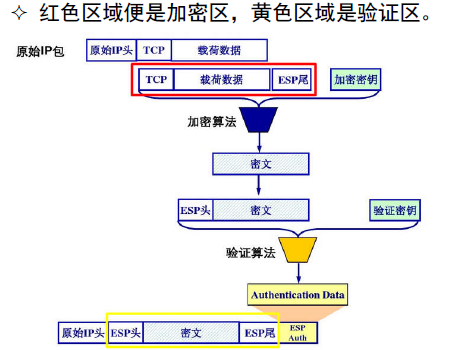 ✧ 红色区域便是加密区，黄色区域是验证区。
原始IP包 原始IP头 TCP 载荷数据
TCP 载荷数据 ESP尾 加密密钥
加密算法
密文
ESP头 密文 验证密钥
验证算法
Authentication Data
原始IP头 ESP头 密文 ESP尾 ESP Auth